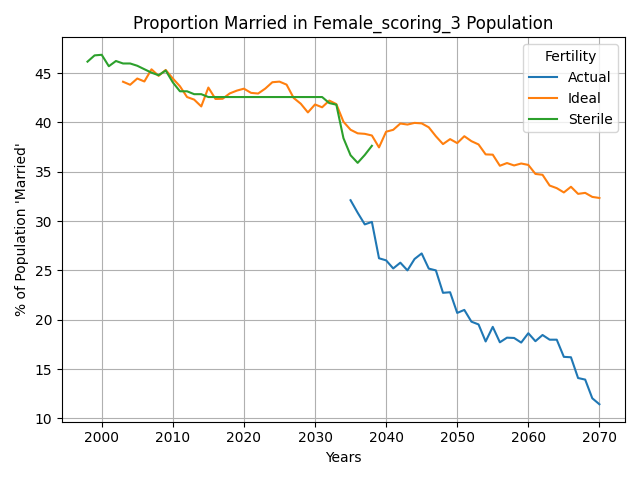 Proportion Married in Female_scoring_3 Population
% of Population 'Married'
45
40
35
30
25
20
15
10
Fertility
Actual
Ideal
Sterile
2000 2010 2020 2030 2040 2050 2060 2070
Years